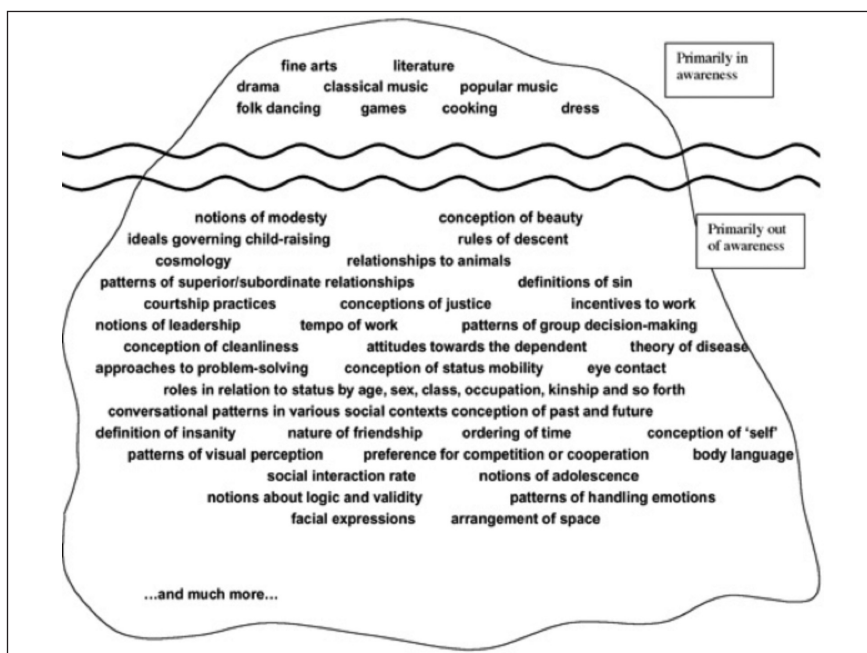 fine arts literature
Primarily in
awareness
drama classical music popular music
folk dancing games cooking dress
notions of modesty conception of beauty
Primarily out
of awareness
ideals governing child-raising rules of descent
cosmology relationships to animals
patterns of superior/subordinate relationships definitions of sin
courtship practices conceptions of justice incentives to work
notions of leadership tempo of work patterns of group decision-making
conception of cleanliness attitudes towards the dependent theory of disease
approaches to problem-solving conception of status mobility eye contact
roles in relation to status by age, sex, class, occupation, kinship and so forth
conversational patterns in various social contexts conception of past and future
definition of insanity nature of friendship ordering of time conception of ‘self’
patterns of visual perception preference for competition or cooperation body language
social interaction rate notions of adolescence
notions about logic and validity patterns of handling emotions
facial expressions arrangement of space
…and much more…